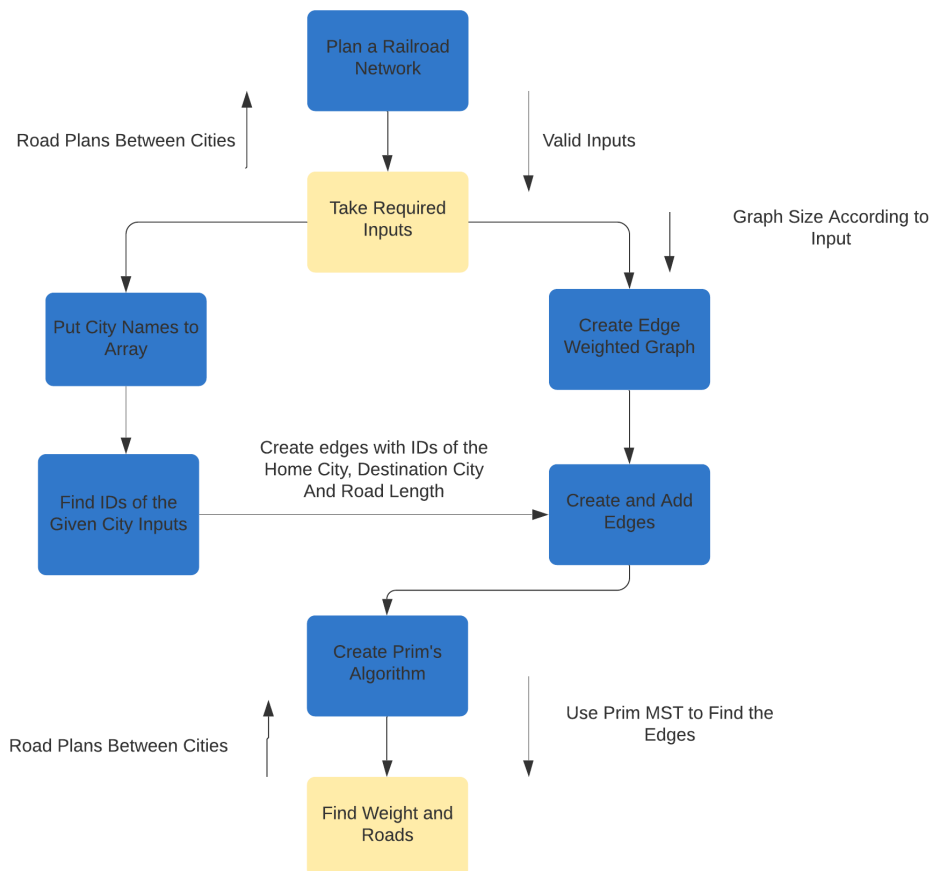 Plan a Railroad
Network
Road Plans Between Cities
Valid Inputs
Take Required
Inputs
Graph Size According to
Input
Put City Names to
Array
Create Edge
Weighted Graph
Create edges with IDs of the
Home City, Destination City
And Road Length
Find IDs of the
Given City Inputs
Create and Add
Edges
Create Prim's
Algorithm
Use Prim MST to Find the
Edges
Road Plans Between Cities
Find Weight and
Roads